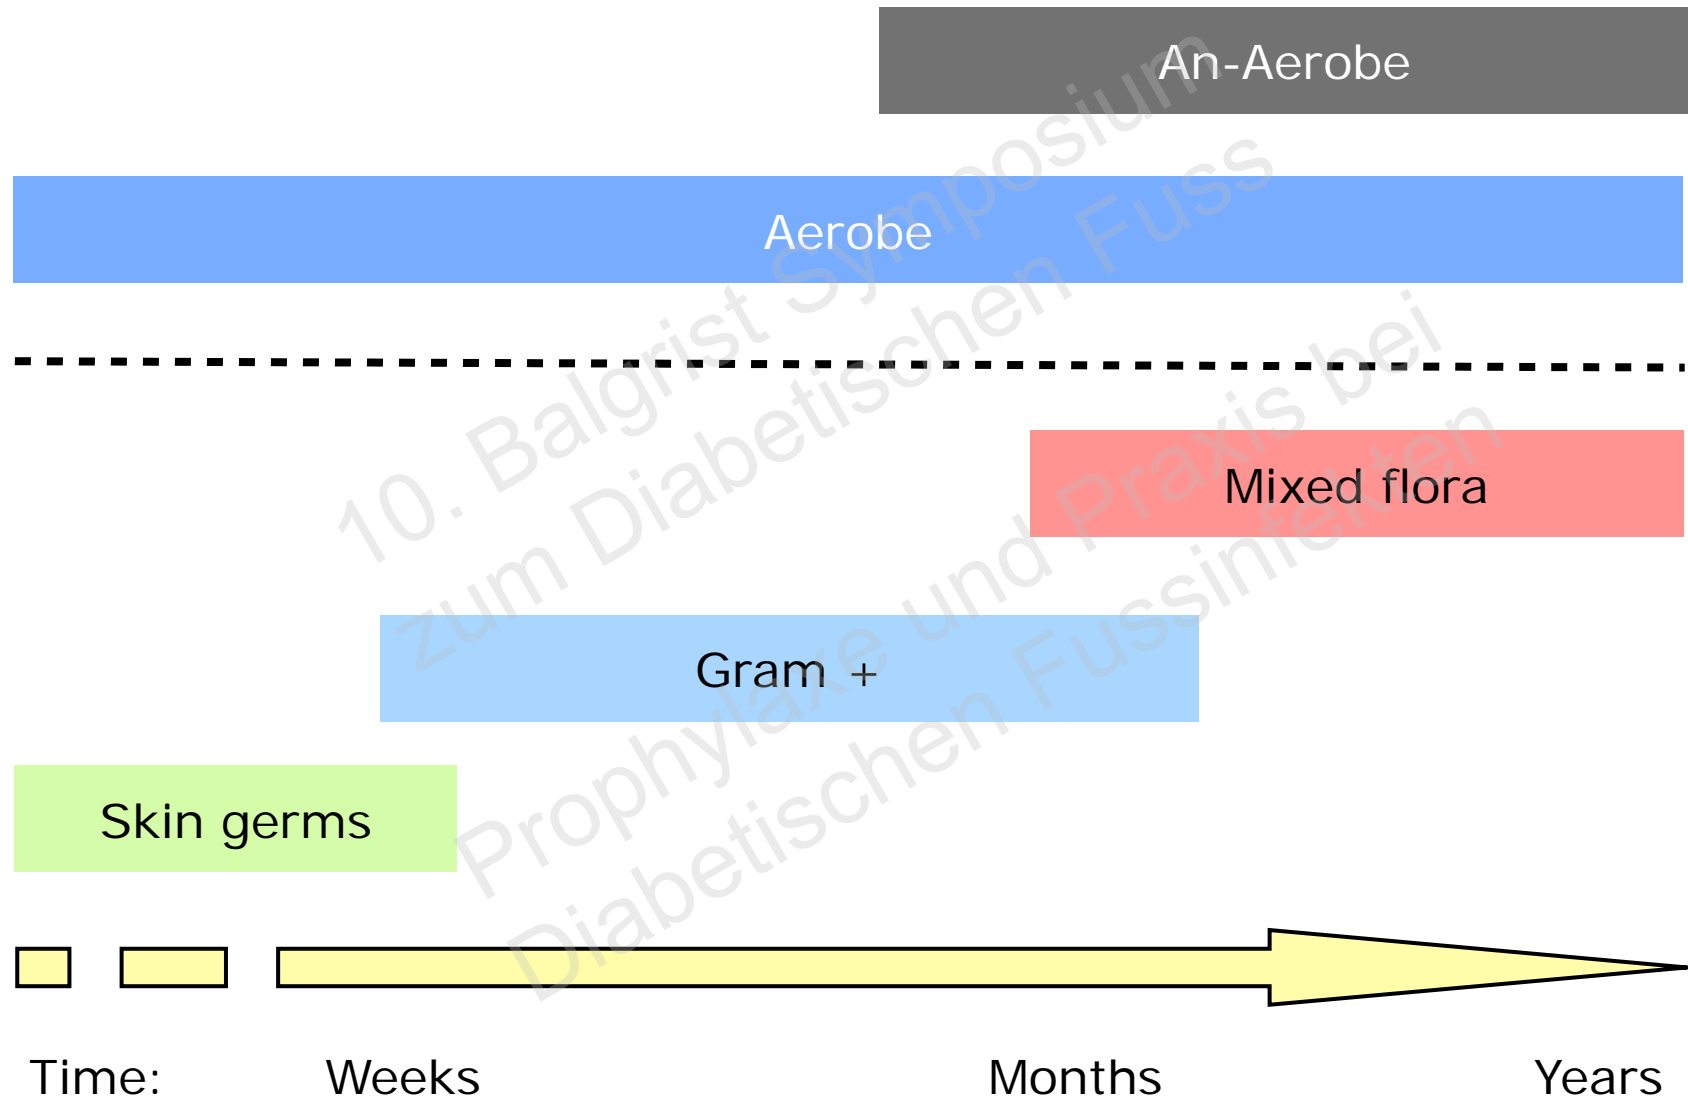 An-Aerobe
Aerobe
Mixed flora
Gram +
Skin germs
Time: Weeks Months Years
10. Balgrist Symposium
zum Diabetischen Fuss
Prophylaxe und Praxis bei
Diabetischen Fussinfekten